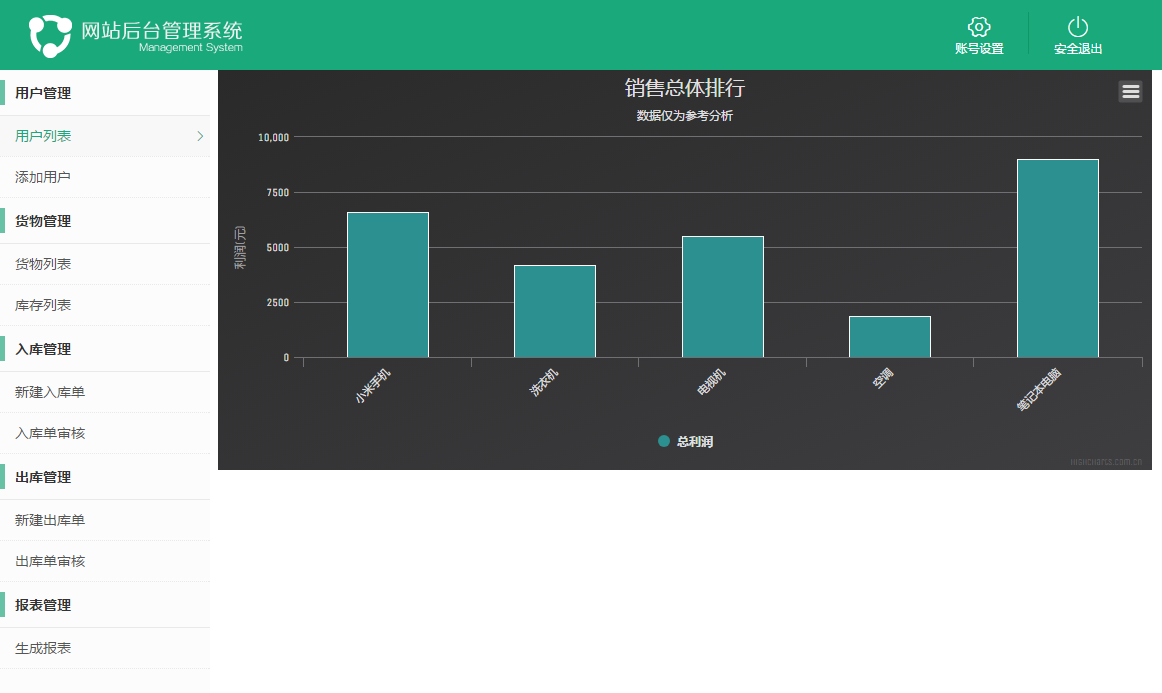 网站后台管理系统
Management System
账号设置
安全退出
用户管理
用户列表
添加用户
货物管理
货物列表
库存列表
入库管理
新建入库单
入库单审核
出库管理
新建出库单
出库单审核
报表管理
生成报表
销售总体排行
数据仅为参考分析
利润(元)
10,000
7500
5000
2500
0
小米手机
洗衣机
电视机
空调
笔记本电脑
总利润
Highcharts.com.cn